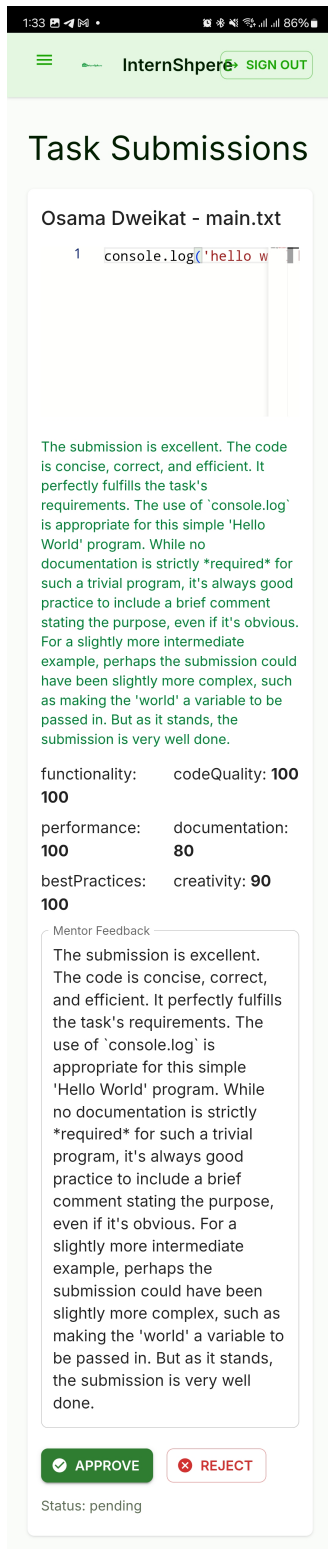 1:33 86%
InternShpere SIGN OUT
Task Submissions
Osama Dweikat - main.txt
1 console.log('hello w
The submission is excellent. The code
is concise, correct, and efficient. It
perfectly fulfills the task's
requirements. The use of `console.log`
is appropriate for this simple 'Hello
World' program. While no
documentation is strictly *required* for
such a trivial program, it's always good
practice to include a brief comment
stating the purpose, even if it's obvious.
For a slightly more intermediate
example, perhaps the submission could
have been slightly more complex, such
as making the 'world' a variable to be
passed in. But as it stands, the
submission is very well done.
functionality: 100
codeQuality: 100
performance: 100
documentation: 80
bestPractices: 100
creativity: 90
Mentor Feedback
The submission is excellent.
The code is concise, correct,
and efficient. It perfectly fulfills
the task's requirements. The
use of `console.log` is
appropriate for this simple
'Hello World' program. While
no documentation is strictly
*required* for such a trivial
program, it's always good
practice to include a brief
comment stating the purpose,
even if it's obvious. For a
slightly more intermediate
example, perhaps the
submission could have been
slightly more complex, such as
making the 'world' a variable to
be passed in. But as it stands,
the submission is very well
done.
APPROVE REJECT
Status: pending